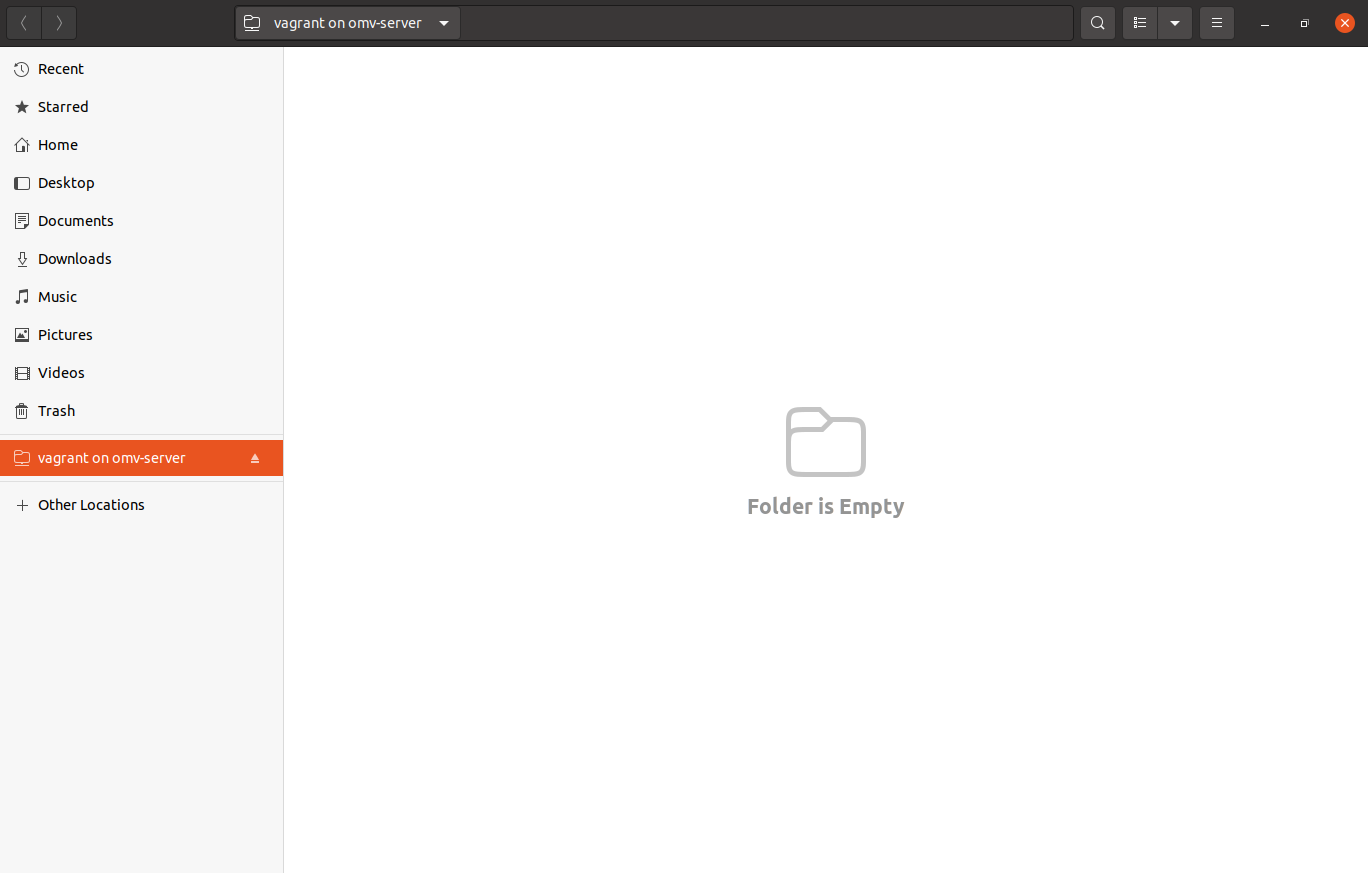 vagrant on omv-server
Recent
Starred
Home
Desktop
Documents
Downloads
Music
Pictures
Videos
Trash
vagrant on omv-server
Other Locations
Folder is Empty